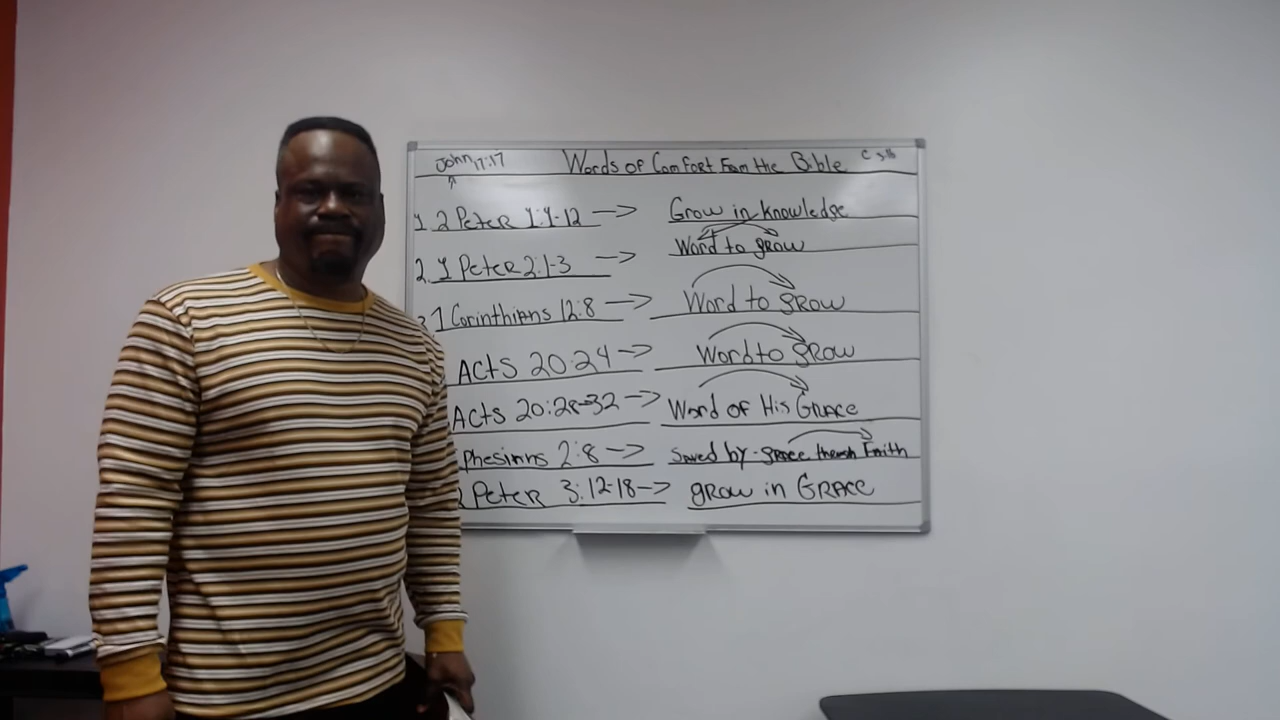 John 17:17 Words of Comfort From the Bible
1 2 Peter 1:1-12 → Grow in knowledge
2. 1 Peter 2:1-3 → Word to grow
3 1 Corinthians 12:8 → Word to grow
Acts 20:24 → Word to grow
Acts 20:28-32 → Word of His Grace
phesians 2:8 → Saved by - grace through Faith
2 Peter 3:12-18 → grow in Grace